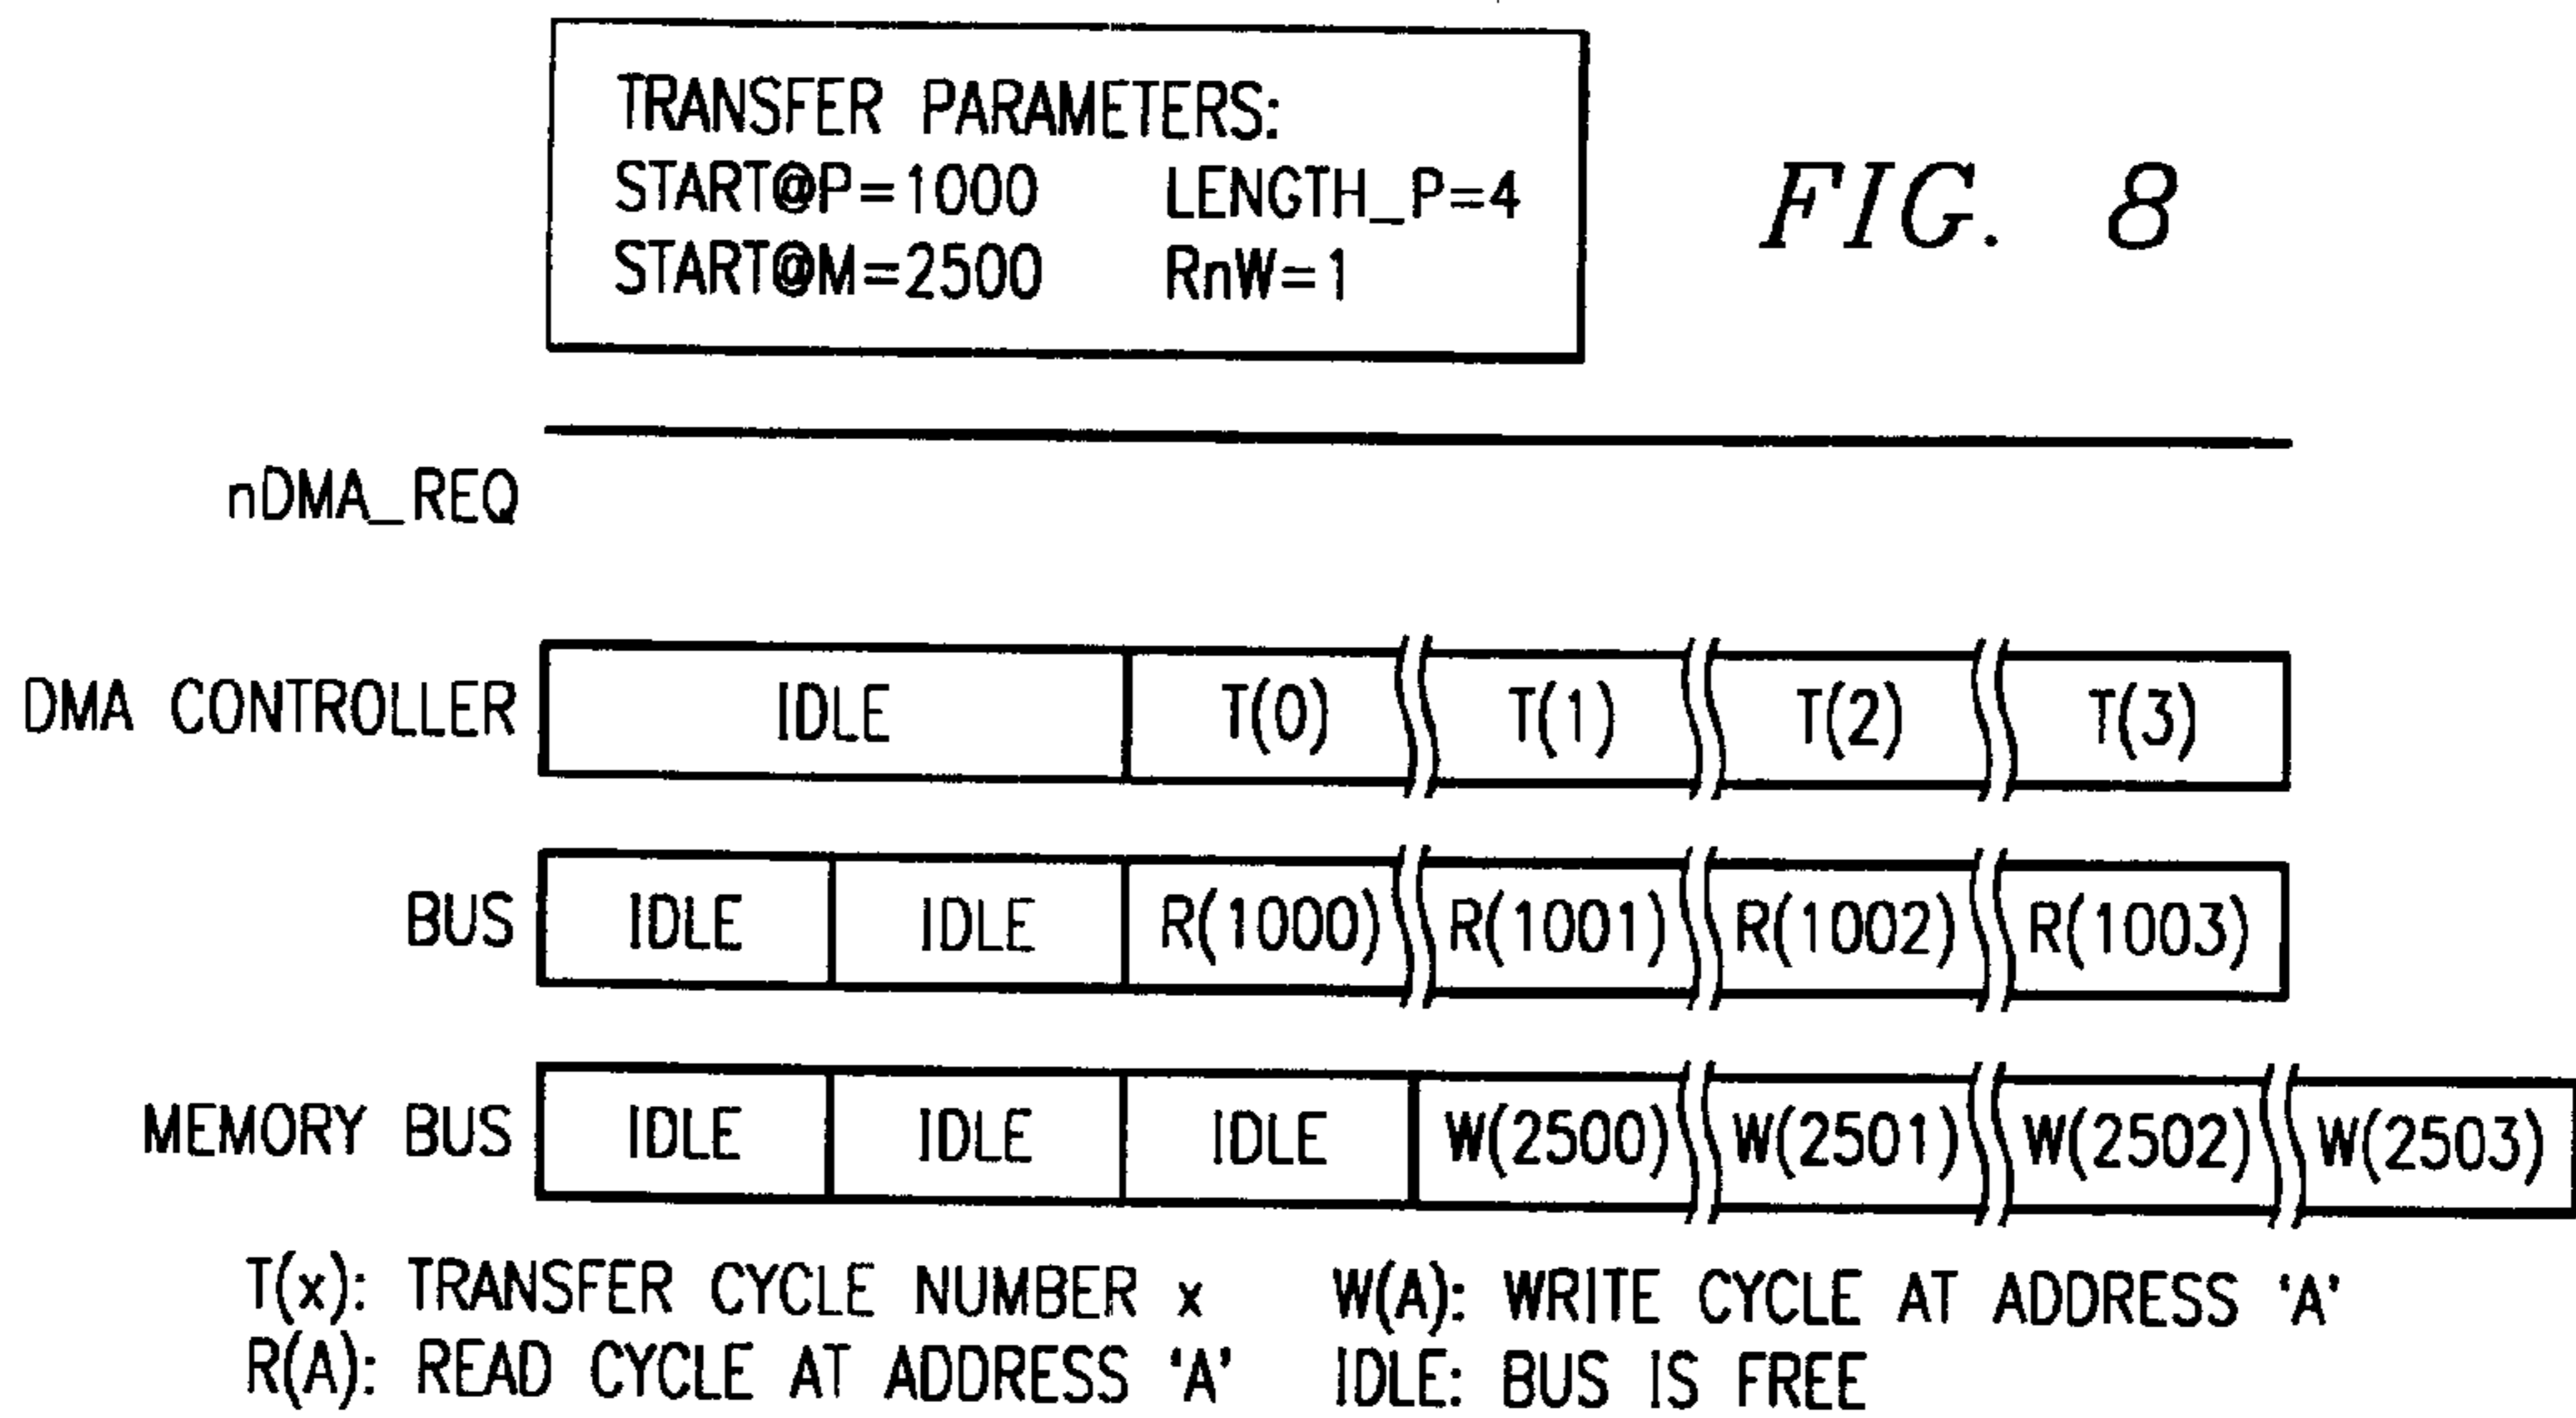 TRANSFER PARAMETERS:
START@P=1000 LENGTH_P=4
START@M=2500 RnW=1
FIG. 8
nDMA_REQ
DMA CONTROLLER IDLE T(0) T(1) T(2) T(3)
BUS IDLE IDLE R(1000) R(1001) R(1002) R(1003)
MEMORY BUS IDLE IDLE IDLE W(2500) W(2501) W(2502) W(2503)
T(x): TRANSFER CYCLE NUMBER x W(A): WRITE CYCLE AT ADDRESS 'A'
R(A): READ CYCLE AT ADDRESS 'A' IDLE: BUS IS FREE